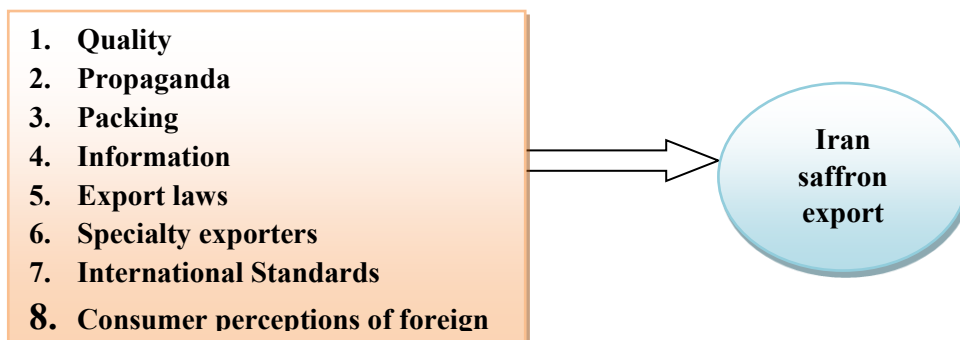 1. Quality
2. Propaganda
3. Packing
4. Information
5. Export laws
6. Specialty exporters
7. International Standards
8. Consumer perceptions of foreign
Iran
saffron
export